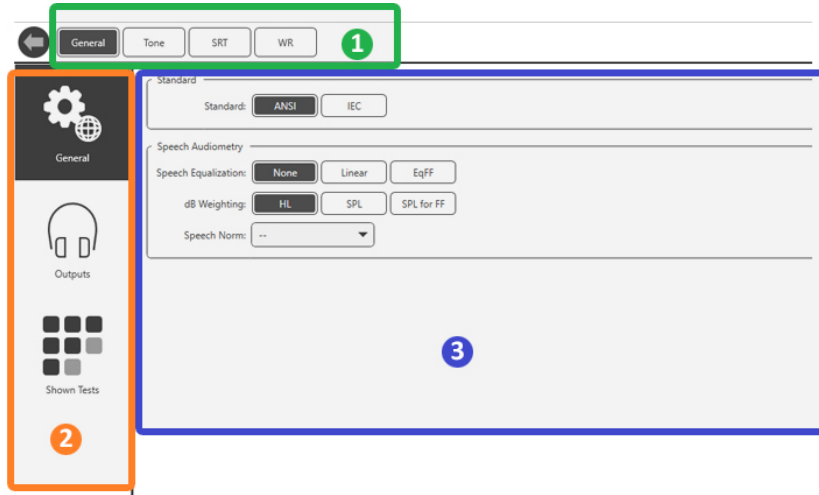 General Tone SRT WR 1
Standard
Standard: ANSI IEC
General
Speech Audiometry
Speech Equalization: None Linear EqFF
dB Weighting: HL SPL SPL for FF
Speech Norm: --
Outputs
Shown Tests
3
2